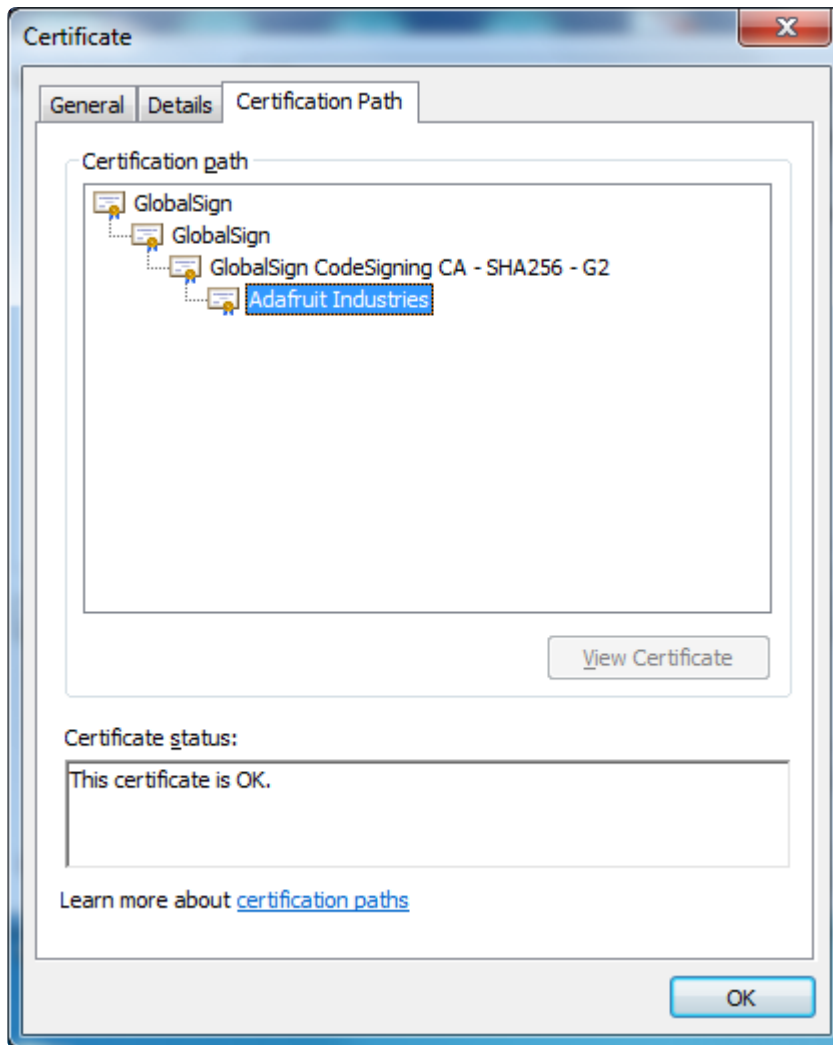 Certificate
General Details Certification Path
Certification path
GlobalSign
GlobalSign
GlobalSign CodeSigning CA - SHA256 - G2
Adafruit Industries
View Certificate
Certificate status:
This certificate is OK.
Learn more about certification paths
OK